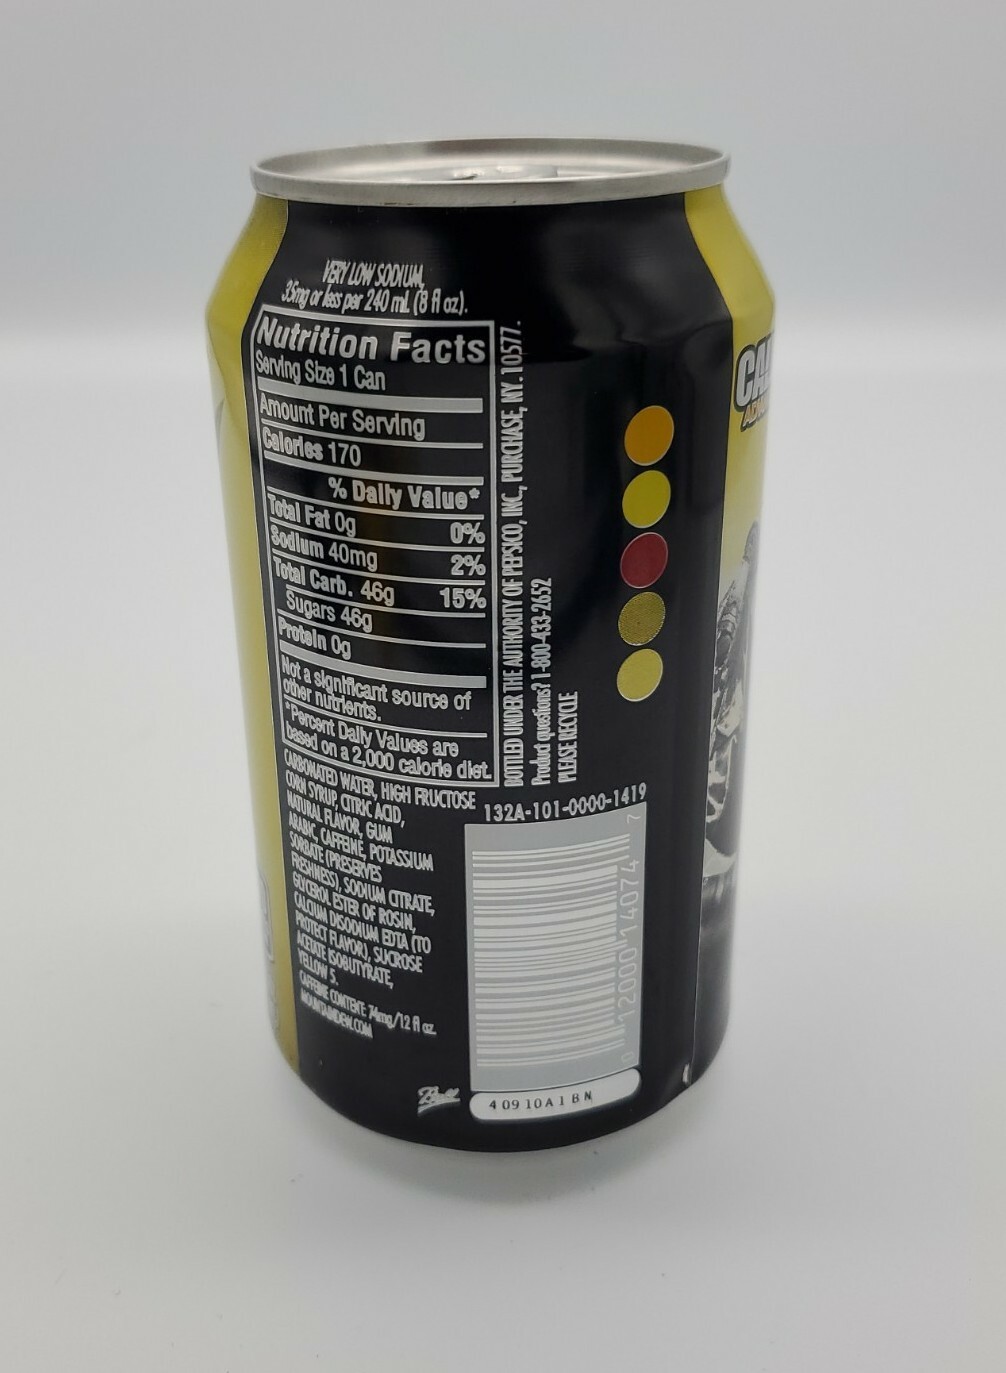 VERY LOW SODIUM,
35mg or less per 240 mL (8 fl oz).
Nutrition Facts
Serving Size 1 Can
Amount Per Serving
Calories 170
% Daily Value*
Total Fat 0g 0%
Sodium 40mg 2%
Total Carb. 46g 15%
Sugars 46g
Protein 0g
Not a significant source of
other nutrients.
*Percent Daily Values are
based on a 2,000 calorie diet.
CARBONATED WATER, HIGH FRUCTOSE
CORN SYRUP, CITRIC ACID,
NATURAL FLAVOR, GUM
ARABIC, CAFFEINE, POTASSIUM
SORBATE (PRESERVES
FRESHNESS), SODIUM CITRATE,
GLYCEROL ESTER OF ROSIN,
CALCIUM DISODIUM EDTA (TO
PROTECT FLAVOR), SUCROSE
ACETATE ISOBUTYRATE,
YELLOW 5.
CAFFEINE CONTENT: 74mg/12 fl oz.
MOUNTAINDEW.COM
BOTTLED UNDER THE AUTHORITY OF PEPSICO, INC., PURCHASE, NY. 10577.
Product questions? 1-800-433-2652
PLEASE RECYCLE
132A-101-0000-1419
0 12000 14074 7
Ball
4 09 10 A 1 B N